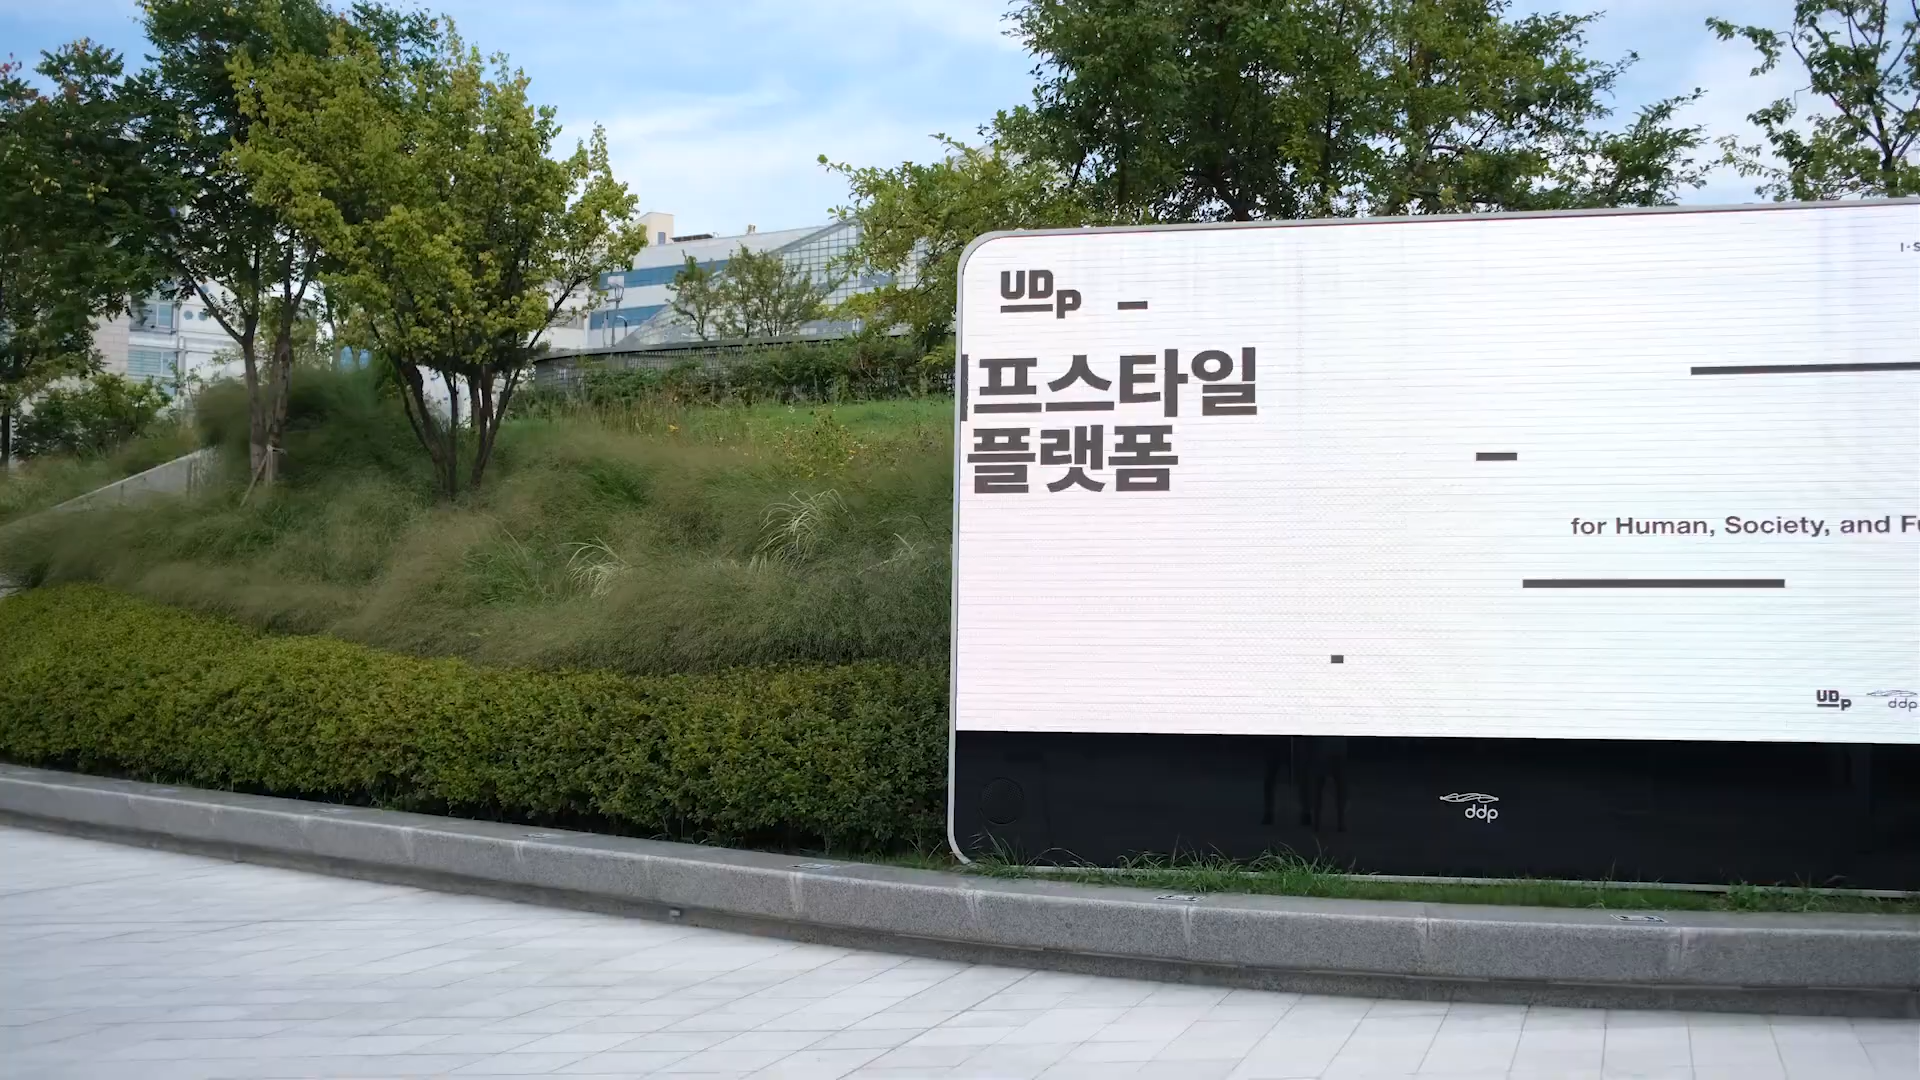 UDP
프스타일
플랫폼
for Human, Society, and
UDP
ddp
ddp